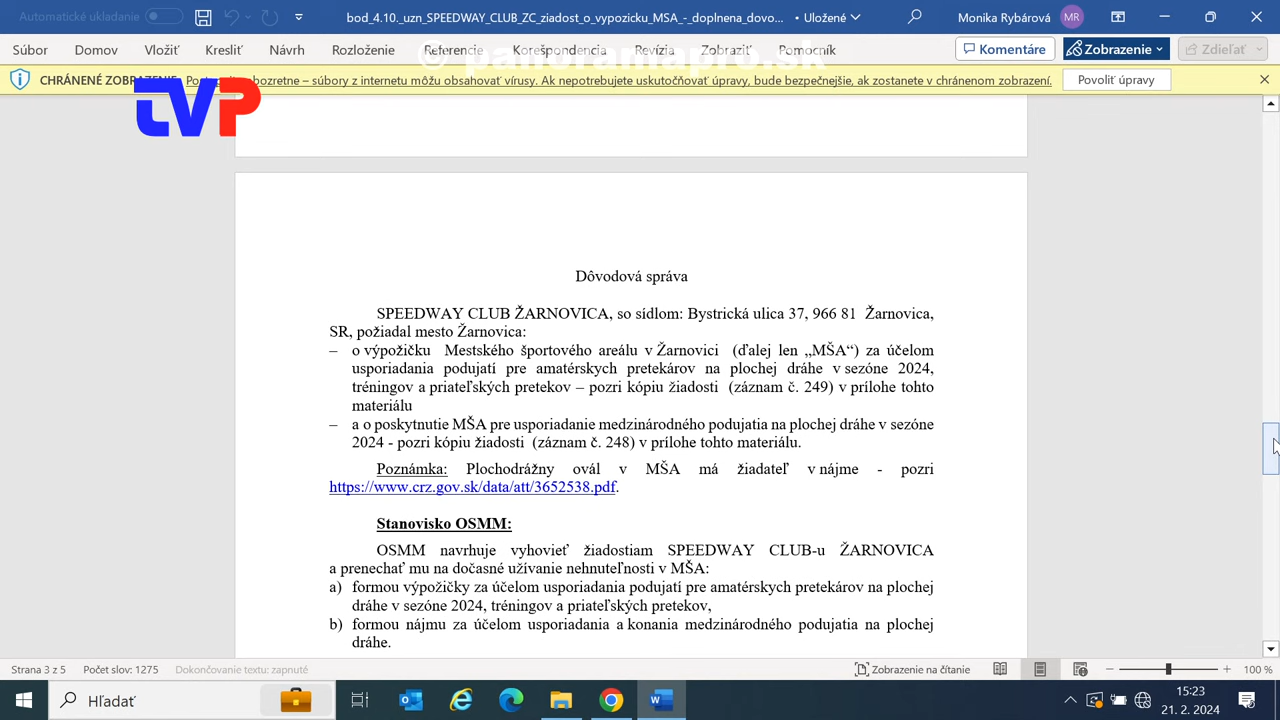 Automatické ukladanie
bod_4.10._uzn_SPEEDWAY_CLUB_ZC_ziadost_o_vypozicku_MSA_-_doplnena_dovo... • Uložené
Monika Rybárová MR
Súbor Domov Vložiť Kresliť Návrh Rozloženie Referencie Korešpondencia Revízia Zobraziť Pomocník
Komentáre Zobrazenie Zdieľať
CHRÁNENÉ ZOBRAZENIE obozretne – súbory z internetu môžu obsahovať vírusy. Ak nepotrebujete uskutočňovať úpravy, bude bezpečnejšie, ak zostanete v chránenom zobrazení. Povoliť úpravy
tVP
Dôvodová správa
SPEEDWAY CLUB ŽARNOVICA, so sídlom: Bystrická ulica 37, 966 81 Žarnovica,
SR, požiadal mesto Žarnovica:
– o výpožičku Mestského športového areálu v Žarnovici (ďalej len „MŠA“) za účelom
usporiadania podujatí pre amatérskych pretekárov na plochej dráhe v sezóne 2024,
tréningov a priateľských pretekov – pozri kópiu žiadosti (záznam č. 249) v prílohe tohto
materiálu
– a o poskytnutie MŠA pre usporiadanie medzinárodného podujatia na plochej dráhe v sezóne
2024 - pozri kópiu žiadosti (záznam č. 248) v prílohe tohto materiálu.
Poznámka: Plochodrážny ovál v MŠA má žiadateľ v nájme - pozri
https://www.crz.gov.sk/data/att/3652538.pdf.
Stanovisko OSMM:
OSMM navrhuje vyhovieť žiadostiam SPEEDWAY CLUB-u ŽARNOVICA
a prenechať mu na dočasné užívanie nehnuteľnosti v MŠA:
a) formou výpožičky za účelom usporiadania podujatí pre amatérskych pretekárov na plochej
dráhe v sezóne 2024, tréningov a priateľských pretekov,
b) formou nájmu za účelom usporiadania a konania medzinárodného podujatia na plochej
dráhe.
Strana 3 z 5 Počet slov: 1275 Dokončovanie textu: zapnuté Zobrazenie na čítanie 100 %
Hľadať
15:23
21. 2. 2024